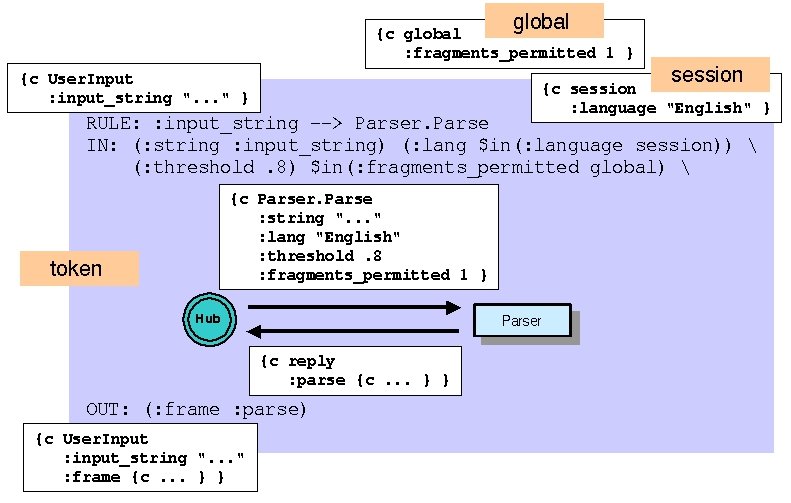 global
{c global
:fragments_permitted 1 }
session
{c session
:language "English" }
{c UserInput
:input_string "..." }
RULE: :input_string --> Parser.Parse
IN: (:string :input_string) (:lang $in(:language session)) \
(:threshold .8) $in(:fragments_permitted global) \
{c Parser.Parse
:string "..."
:lang "English"
:threshold .8
:fragments_permitted 1 }
token
Hub
Parser
{c reply
:parse {c ... } }
OUT: (:frame :parse)
{c UserInput
:input_string "..."
:frame {c ... } }